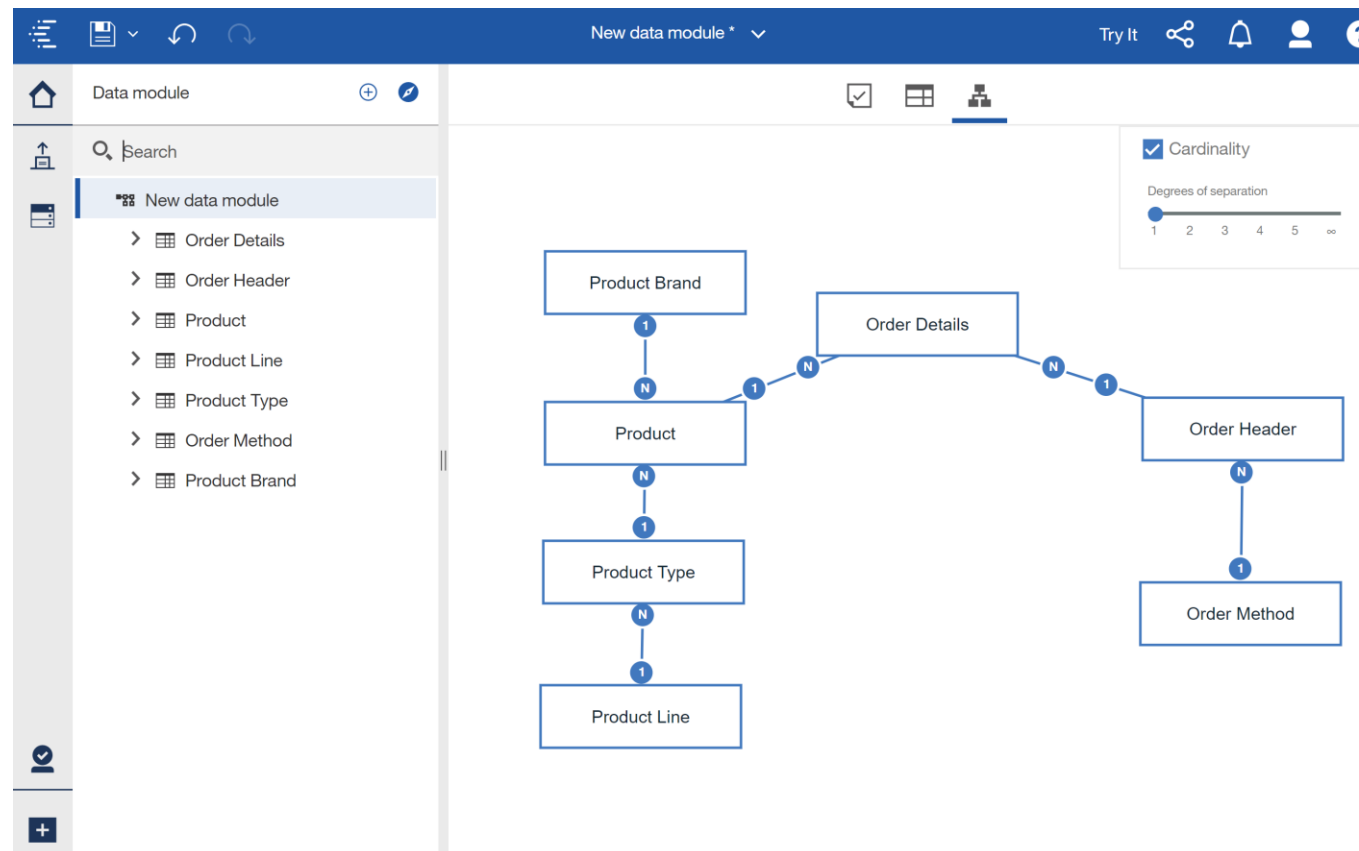 New data module *
Try It
?
Data module
Search
New data module
Order Details
Order Header
Product
Product Line
Product Type
Order Method
Product Brand
Cardinality
Degrees of separation
1 2 3 4 5 ∞
Product Brand
1
N
Product
N
1
Product Type
N
1
Product Line
Order Details
N
1
N
1
Order Header
N
1
Order Method